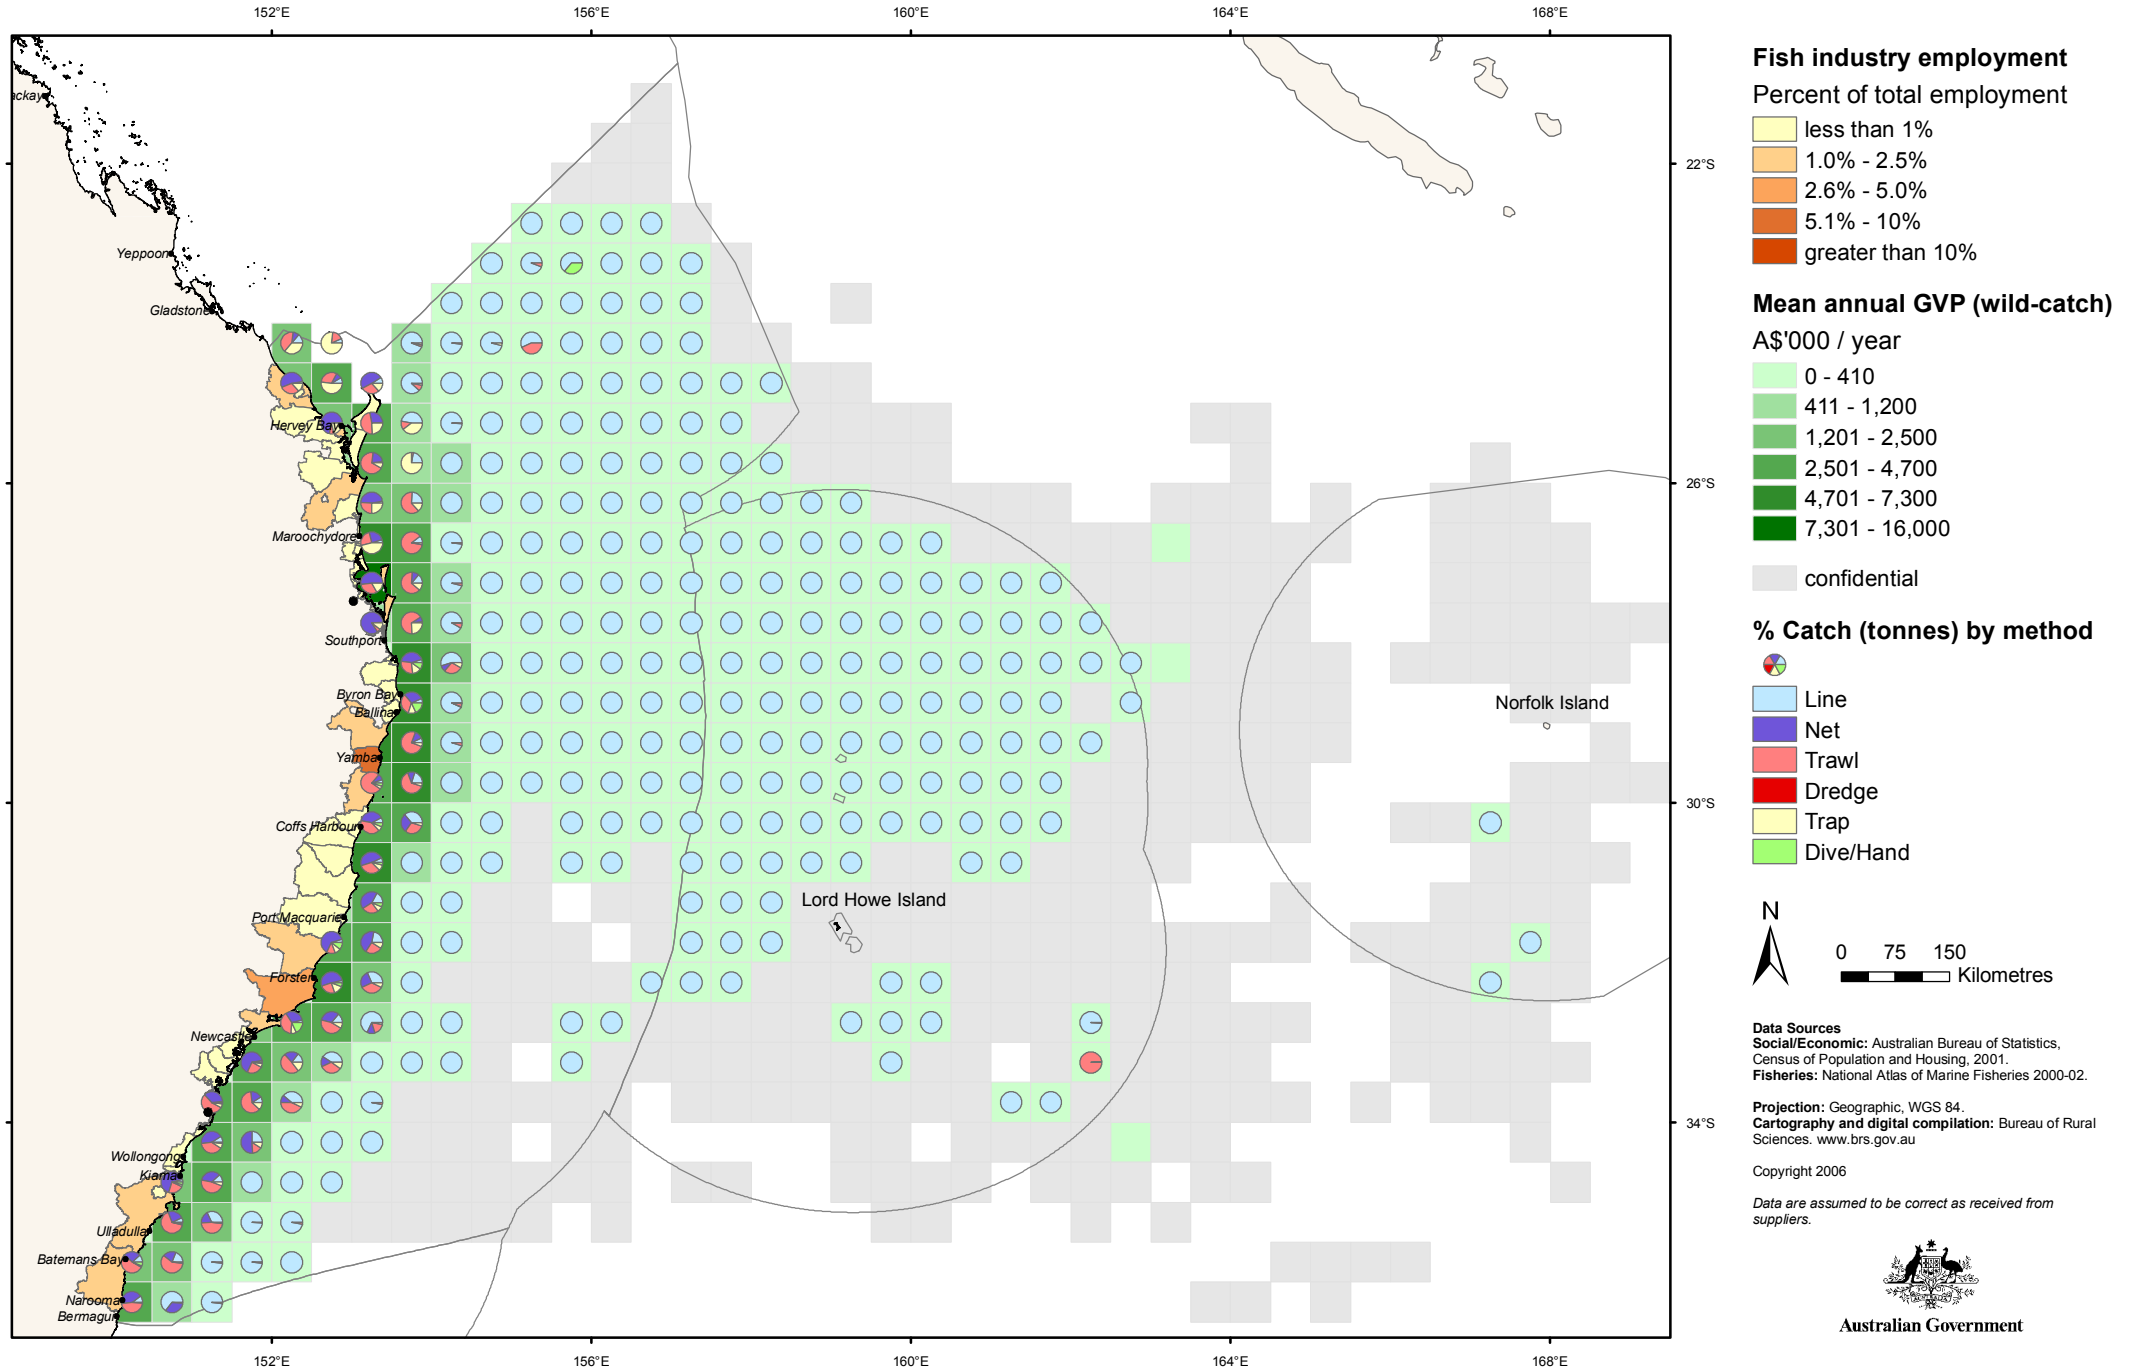 152°E 156°E 160°E 164°E 168°E
ackay
22°S
Yeppoon
Gladstone
Hervey Bay
26°S
Maroochydore
Southport
Byron Bay
Ballina
Norfolk Island
Yamba
30°S
Coffs Harbour
Lord Howe Island
Port Macquarie
Forster
Newcastle
34°S
Wollongong
Kiama
Ulladulla
Batemans Bay
Narooma
Bermagui
152°E 156°E 160°E 164°E 168°E
Fish industry employment
Percent of total employment
less than 1%
1.0% - 2.5%
2.6% - 5.0%
5.1% - 10%
greater than 10%
Mean annual GVP (wild-catch)
A$'000 / year
0 - 410
411 - 1,200
1,201 - 2,500
2,501 - 4,700
4,701 - 7,300
7,301 - 16,000
confidential
% Catch (tonnes) by method
Line
Net
Trawl
Dredge
Trap
Dive/Hand
N
0 75 150
Kilometres
Data Sources
Social/Economic: Australian Bureau of Statistics,
Census of Population and Housing, 2001.
Fisheries: National Atlas of Marine Fisheries 2000-02.
Projection: Geographic, WGS 84.
Cartography and digital compilation: Bureau of Rural
Sciences. www.brs.gov.au
Copyright 2006
Data are assumed to be correct as received from
suppliers.
Australian Government